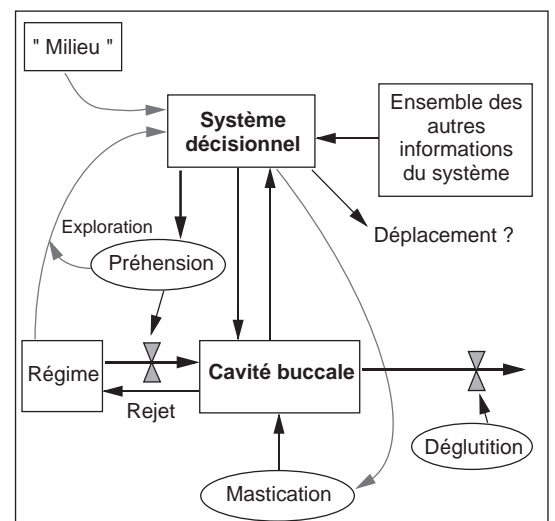 " Milieu "
Système
décisionnel
Ensemble des
autres
informations
du système
Exploration
Déplacement ?
Préhension
Régime
Cavité buccale
Rejet
Déglutition
Mastication